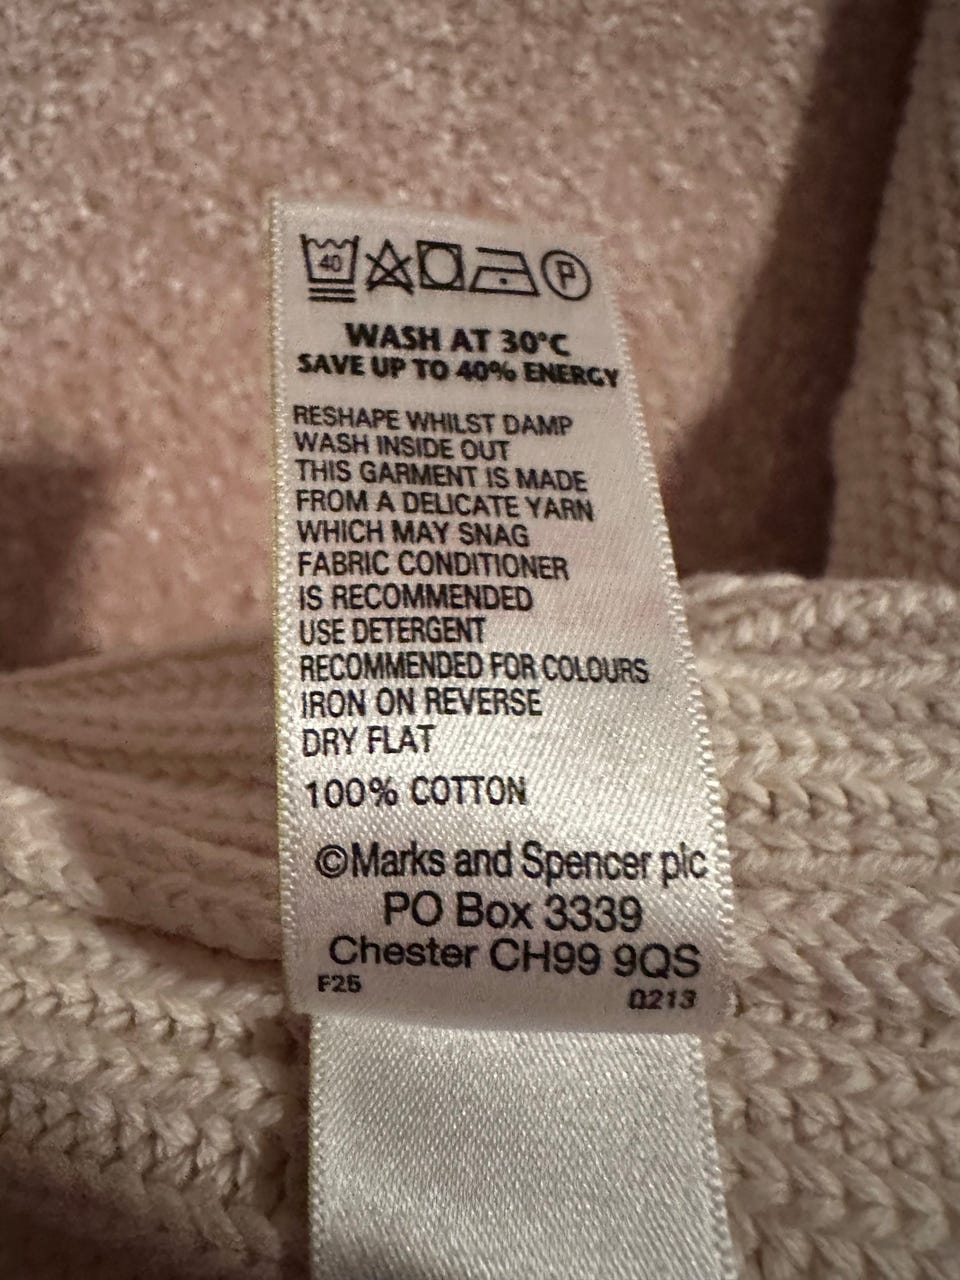 40 P
WASH AT 30°C
SAVE UP TO 40% ENERGY
RESHAPE WHILST DAMP
WASH INSIDE OUT
THIS GARMENT IS MADE
FROM A DELICATE YARN
WHICH MAY SNAG
FABRIC CONDITIONER
IS RECOMMENDED
USE DETERGENT
RECOMMENDED FOR COLOURS
IRON ON REVERSE
DRY FLAT
100% COTTON
©Marks and Spencer plc
PO Box 3339
Chester CH99 9QS
F25 0213